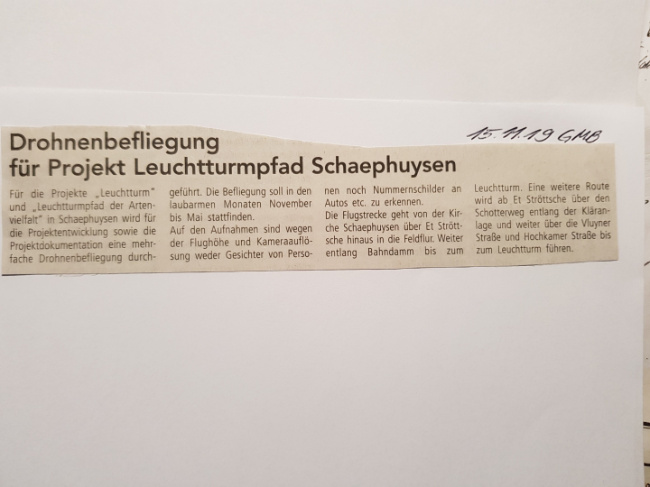 15.11.19 GMB
Drohnenbefliegung
für Projekt Leuchtturmpfad Schaephuysen
Für die Projekte „Leuchtturm"
und „Leuchtturmpfad der Arten-
vielfalt" in Schaephuysen wird für
die Projektentwicklung sowie die
Projektdokumentation eine mehr-
fache Drohnenbefliegung durch-
geführt. Die Befliegung soll in den
laubarmen Monaten November
bis Mai stattfinden.
Auf den Aufnahmen sind wegen
der Flughöhe und Kameraauflö-
sung weder Gesichter von Perso-
nen noch Nummernschilder an
Autos etc. zu erkennen.
Die Flugstrecke geht von der Kir-
che Schaephuysen über Et Strött-
sche hinaus in die Feldflur. Weiter
entlang Bahndamm bis zum
Leuchtturm. Eine weitere Route
wird ab Et Ströttsche über den
Schotterweg entlang der Kläran-
lage und weiter über die Vluyner
Straße und Hochkamer Straße bis
zum Leuchtturm führen.